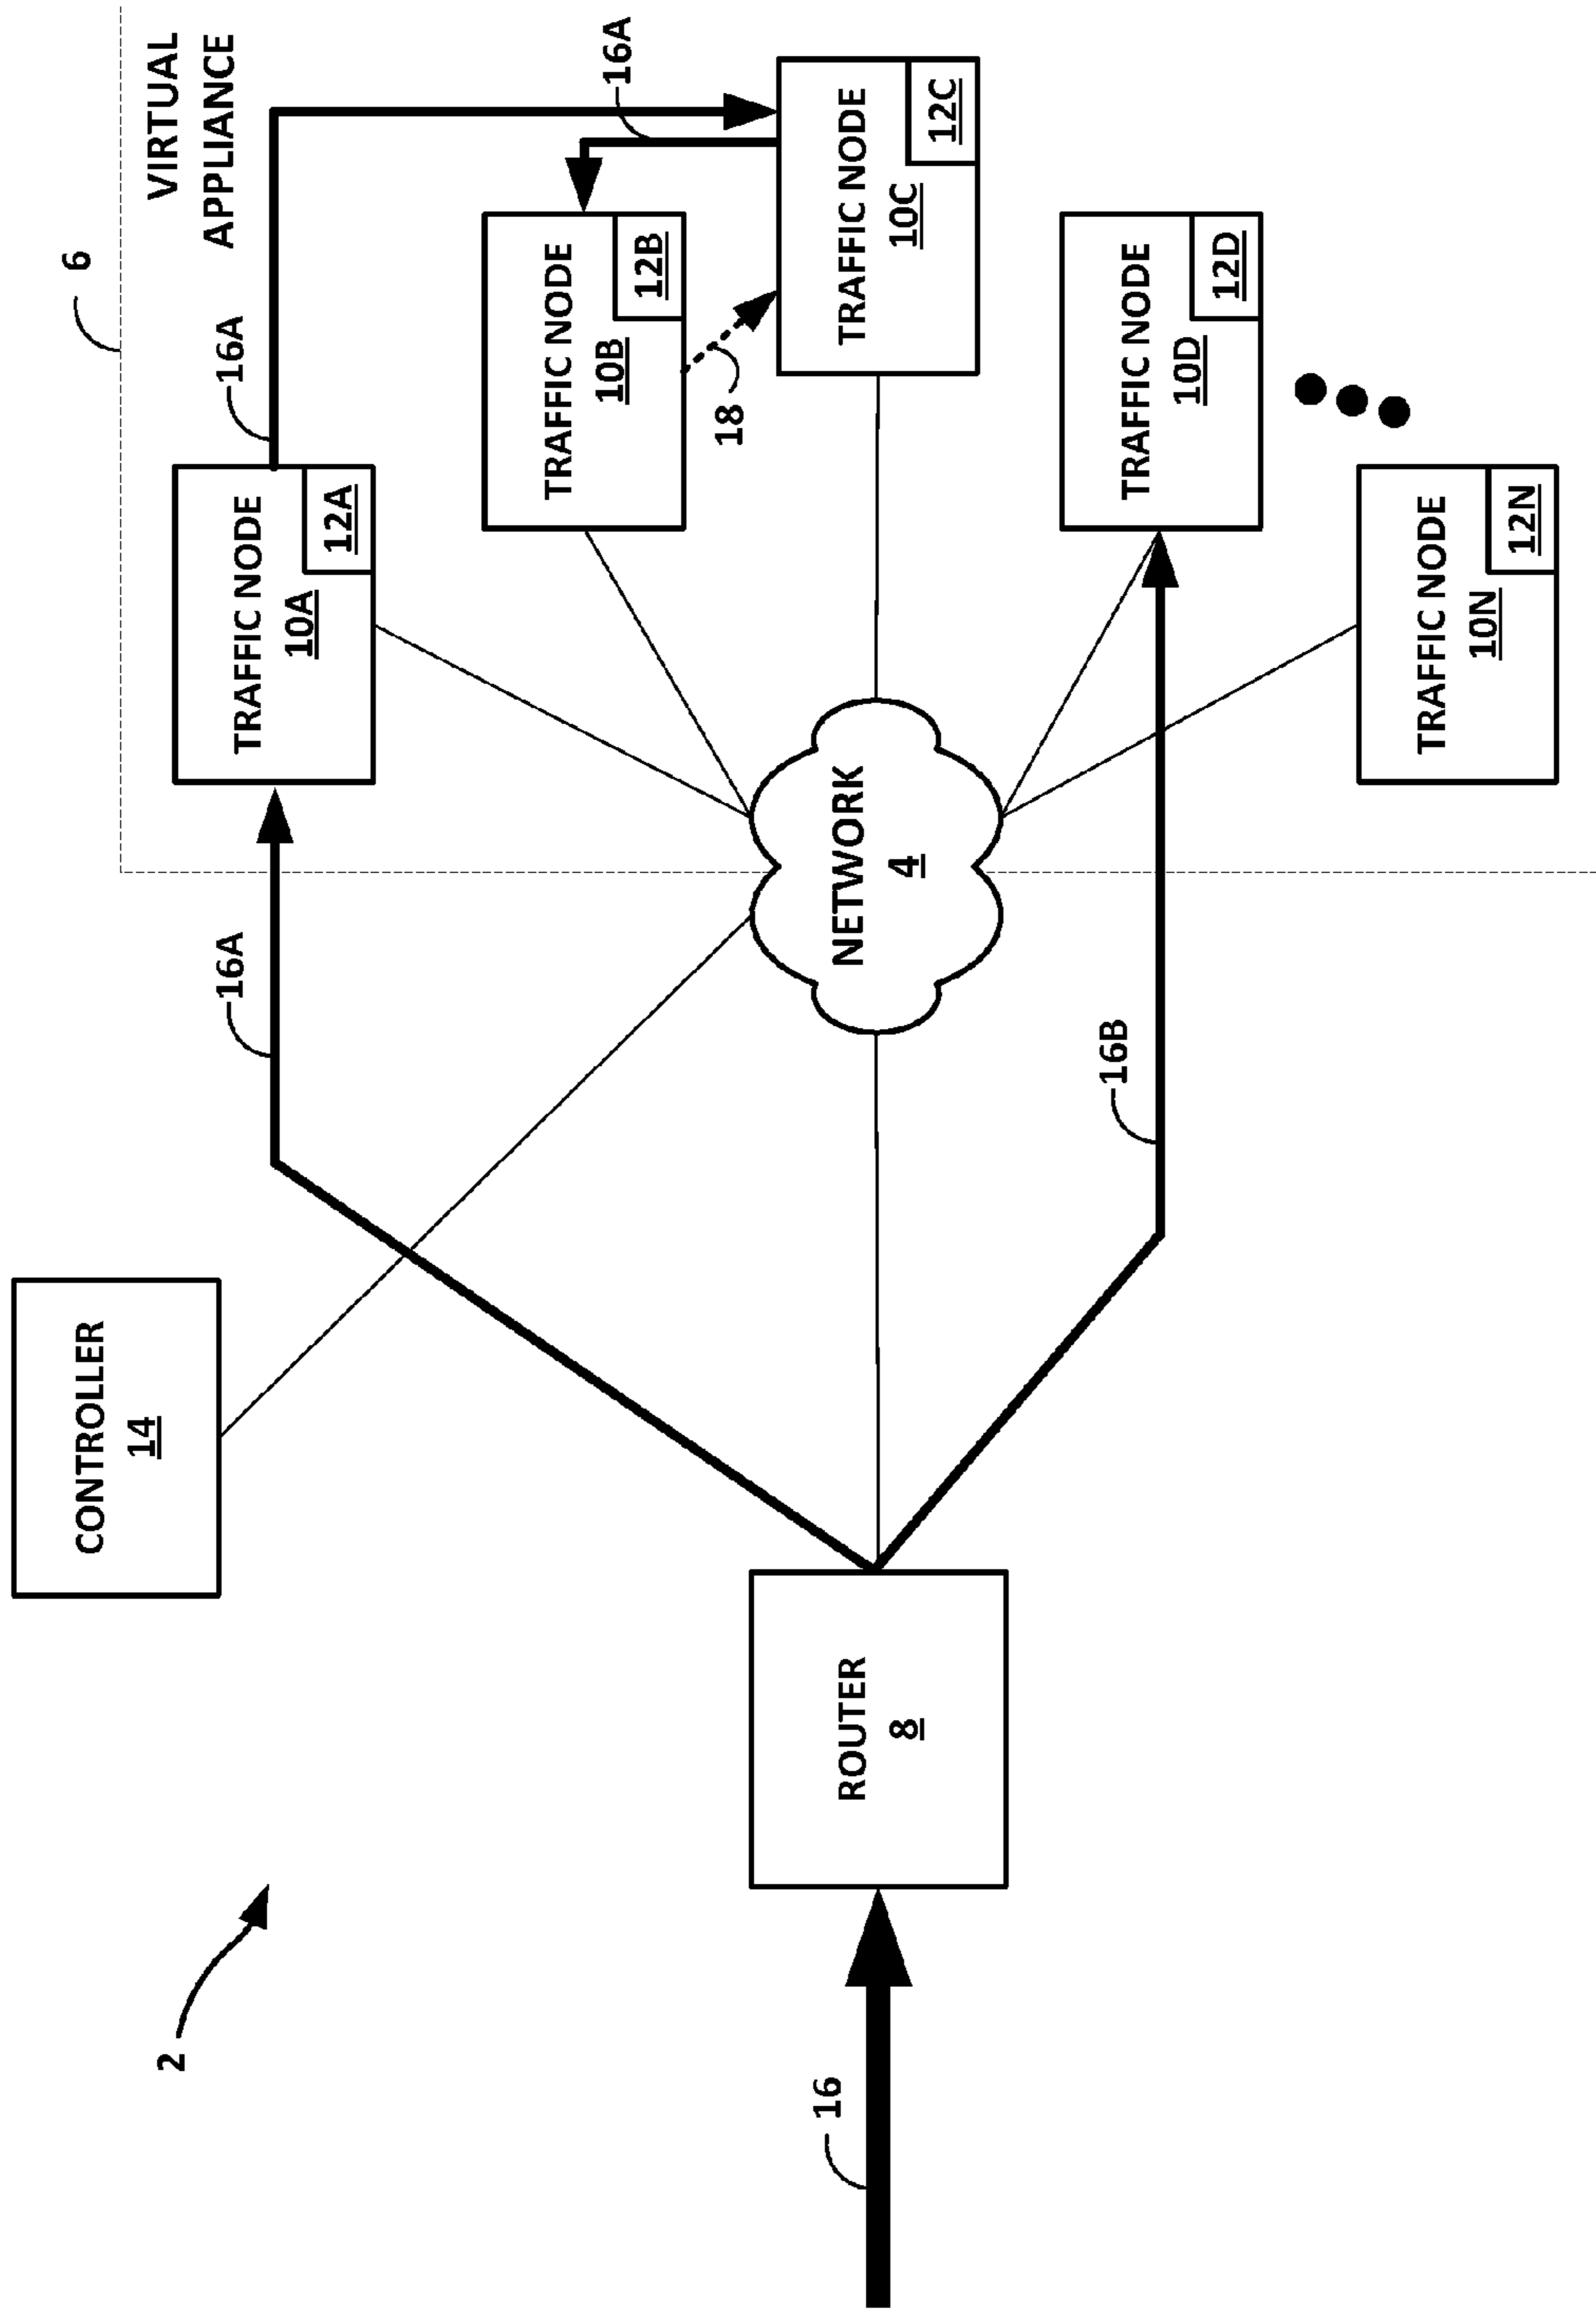 2
16
ROUTER
8
CONTROLLER
14
16A
16B
NETWORK
4
6
VIRTUAL
APPLIANCE
TRAFFIC NODE
10A
12A
16A
TRAFFIC NODE
10B
12B
18
16A
TRAFFIC NODE
10C
12C
TRAFFIC NODE
10D
12D
TRAFFIC NODE
10N
12N